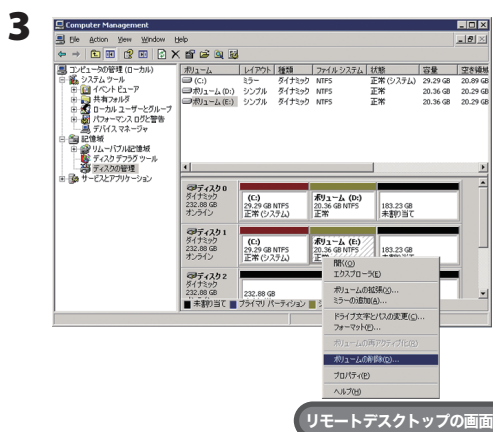 3
Computer Management
File Action View Window Help
コンピュータの管理 (ローカル)
システム ツール
イベント ビューア
共有フォルダ
ローカル ユーザーとグループ
パフォーマンス ログと警告
デバイス マネージャ
記憶域
リムーバブル記憶域
ディスク デフラグ ツール
ディスクの管理
サービスとアプリケーション
ボリューム レイアウト 種類 ファイル システム 状態 容量 空き領域
(C:) ミラー ダイナミック NTFS 正常 (システム) 29.29 GB 20.89 GB
ボリューム (D:) シンプル ダイナミック NTFS 正常 20.36 GB 20.29 GB
ボリューム (E:) シンプル ダイナミック NTFS 正常 20.36 GB 20.29 GB
ディスク 0
ダイナミック
232.88 GB
オンライン
(C:)
29.29 GB NTFS
正常 (システム)
ボリューム (D:)
20.36 GB NTFS
正常
183.23 GB
未割り当て
ディスク 1
ダイナミック
232.88 GB
オンライン
(C:)
29.29 GB NTFS
正常 (システム)
ボリューム (E:)
20.36 GB NTFS
正常
183.23 GB
ディスク 2
ダイナミック
232.88 GB
232.88 GB
未割り当て プライマリ パーティション
開く(O)
エクスプローラ(E)
ボリュームの拡張(X)...
ミラーの追加(A)...
ドライブ文字とパスの変更(C)...
フォーマット(F)...
ボリュームの再アクティブ化(R)
ボリュームの削除(D)...
プロパティ(P)
ヘルプ(H)
リモートデスクトップの画面